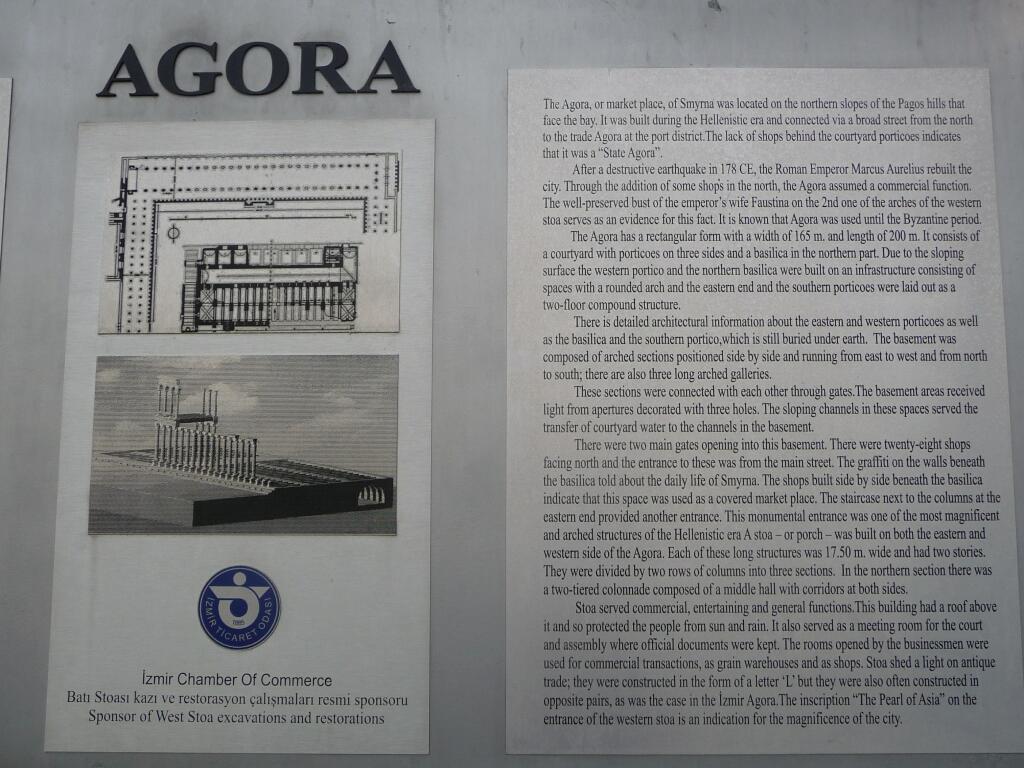 AGORA
İZMİR TİCARET ODASI
1885
İzmir Chamber Of Commerce
Batı Stoası kazı ve restorasyon çalışmaları resmi sponsoru
Sponsor of West Stoa excavations and restorations
The Agora, or market place, of Smyrna was located on the northern slopes of the Pagos hills that
face the bay. It was built during the Hellenistic era and connected via a broad street from the north
to the trade Agora at the port district.The lack of shops behind the courtyard porticoes indicates
that it was a “State Agora”.
After a destructive earthquake in 178 CE, the Roman Emperor Marcus Aurelius rebuilt the
city. Through the addition of some shops in the north, the Agora assumed a commercial function.
The well-preserved bust of the emperor’s wife Faustina on the 2nd one of the arches of the western
stoa serves as an evidence for this fact. It is known that Agora was used until the Byzantine period.
The Agora has a rectangular form with a width of 165 m. and length of 200 m. It consists of
a courtyard with porticoes on three sides and a basilica in the northern part. Due to the sloping
surface the western portico and the northern basilica were built on an infrastructure consisting of
spaces with a rounded arch and the eastern end and the southern porticoes were laid out as a
two-floor compound structure.
There is detailed architectural information about the eastern and western porticoes as well
as the basilica and the southern portico,which is still buried under earth. The basement was
composed of arched sections positioned side by side and running from east to west and from north
to south; there are also three long arched galleries.
These sections were connected with each other through gates.The basement areas received
light from apertures decorated with three holes. The sloping channels in these spaces served the
transfer of courtyard water to the channels in the basement.
There were two main gates opening into this basement. There were twenty-eight shops
facing north and the entrance to these was from the main street. The graffiti on the walls beneath
the basilica told about the daily life of Smyrna. The shops built side by side beneath the basilica
indicate that this space was used as a covered market place. The staircase next to the columns at the
eastern end provided another entrance. This monumental entrance was one of the most magnificent
and arched structures of the Hellenistic era A stoa – or porch – was built on both the eastern and
western side of the Agora. Each of these long structures was 17.50 m. wide and had two stories.
They were divided by two rows of columns into three sections. In the northern section there was
a two-tiered colonnade composed of a middle hall with corridors at both sides.
Stoa served commercial, entertaining and general functions.This building had a roof above
it and so protected the people from sun and rain. It also served as a meeting room for the court
and assembly where official documents were kept. The rooms opened by the businessmen were
used for commercial transactions, as grain warehouses and as shops. Stoa shed a light on antique
trade; they were constructed in the form of a letter ‘L’ but they were also often constructed in
opposite pairs, as was the case in the İzmir Agora.The inscription “The Pearl of Asia” on the
entrance of the western stoa is an indication for the magnificence of the city.